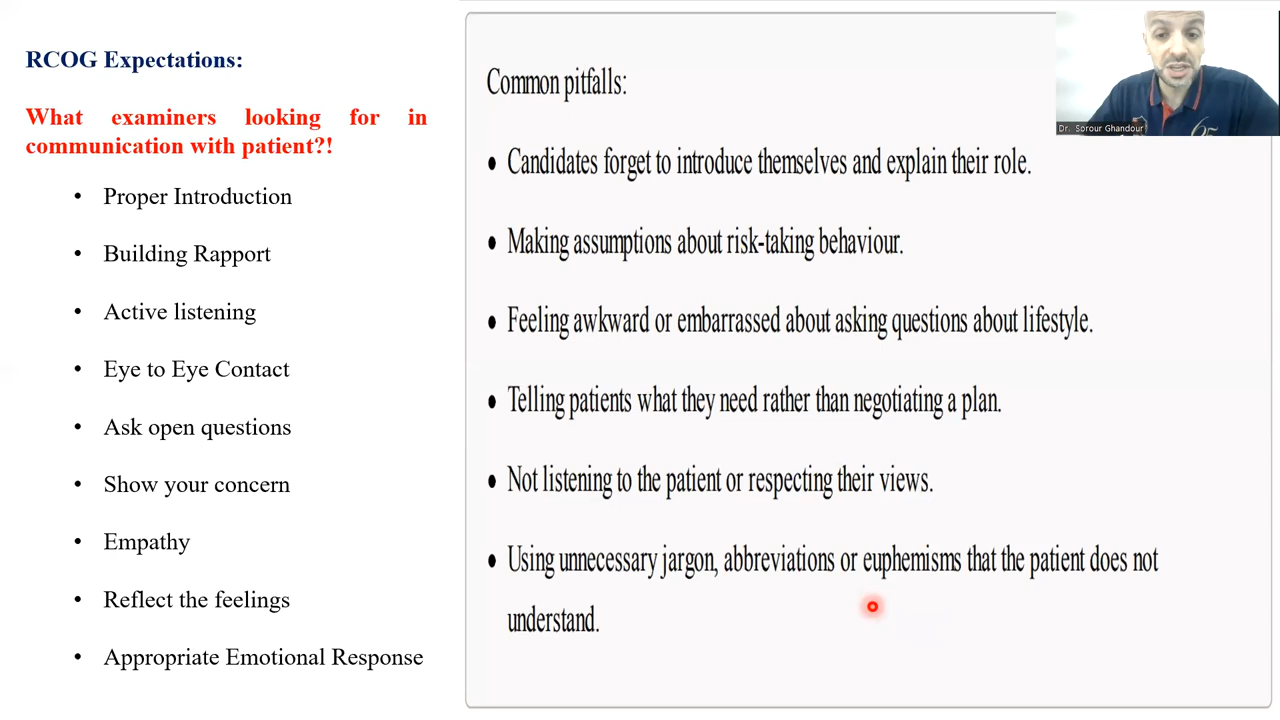 RCOG Expectations:
What examiners looking for in
communication with patient?!
• Proper Introduction
• Building Rapport
• Active listening
• Eye to Eye Contact
• Ask open questions
• Show your concern
• Empathy
• Reflect the feelings
• Appropriate Emotional Response
Common pitfalls:
• Candidates forget to introduce themselves and explain their role.
• Making assumptions about risk-taking behaviour.
• Feeling awkward or embarrassed about asking questions about lifestyle.
• Telling patients what they need rather than negotiating a plan.
• Not listening to the patient or respecting their views.
• Using unnecessary jargon, abbreviations or euphemisms that the patient does not
understand.
Dr. Sorour Ghandour
65